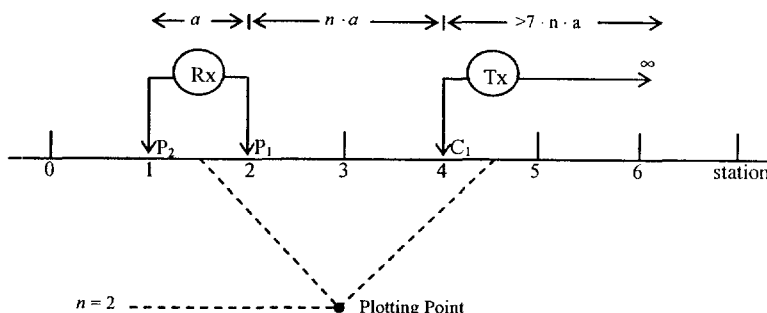 a n · a >7 · n · a
Rx Tx ∞
P₂ P₁ C₁
0 1 2 3 4 5 6 station
n = 2 Plotting Point